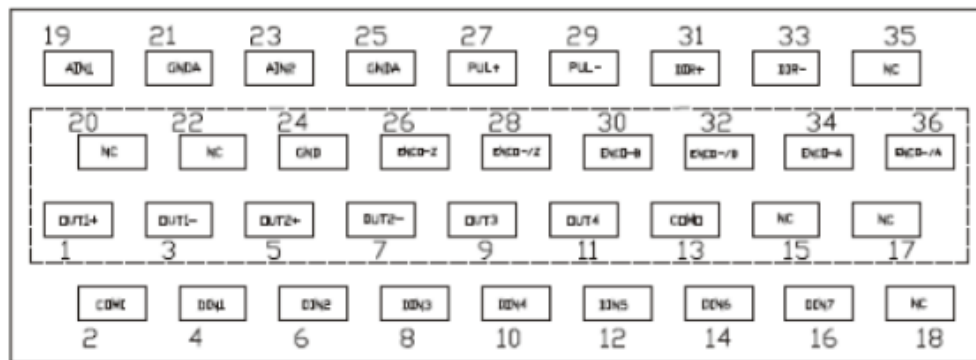 19 21 23 25 27 29 31 33 35
AIN1 GNDA AIN2 GNDA PUL+ PUL- DIR+ DIR- NC
20 22 24 26 28 30 32 34 36
NC NC GND ENCO-Z ENCO-/Z ENCO-B ENCO-/B ENCO-A ENCO-/A
OUT1+ OUT1- OUT2+ OUT2- OUT3 OUT4 COMO NC NC
1 3 5 7 9 11 13 15 17
COMI DIN1 DIN2 DIN3 DIN4 DIN5 DIN6 DIN7 NC
2 4 6 8 10 12 14 16 18